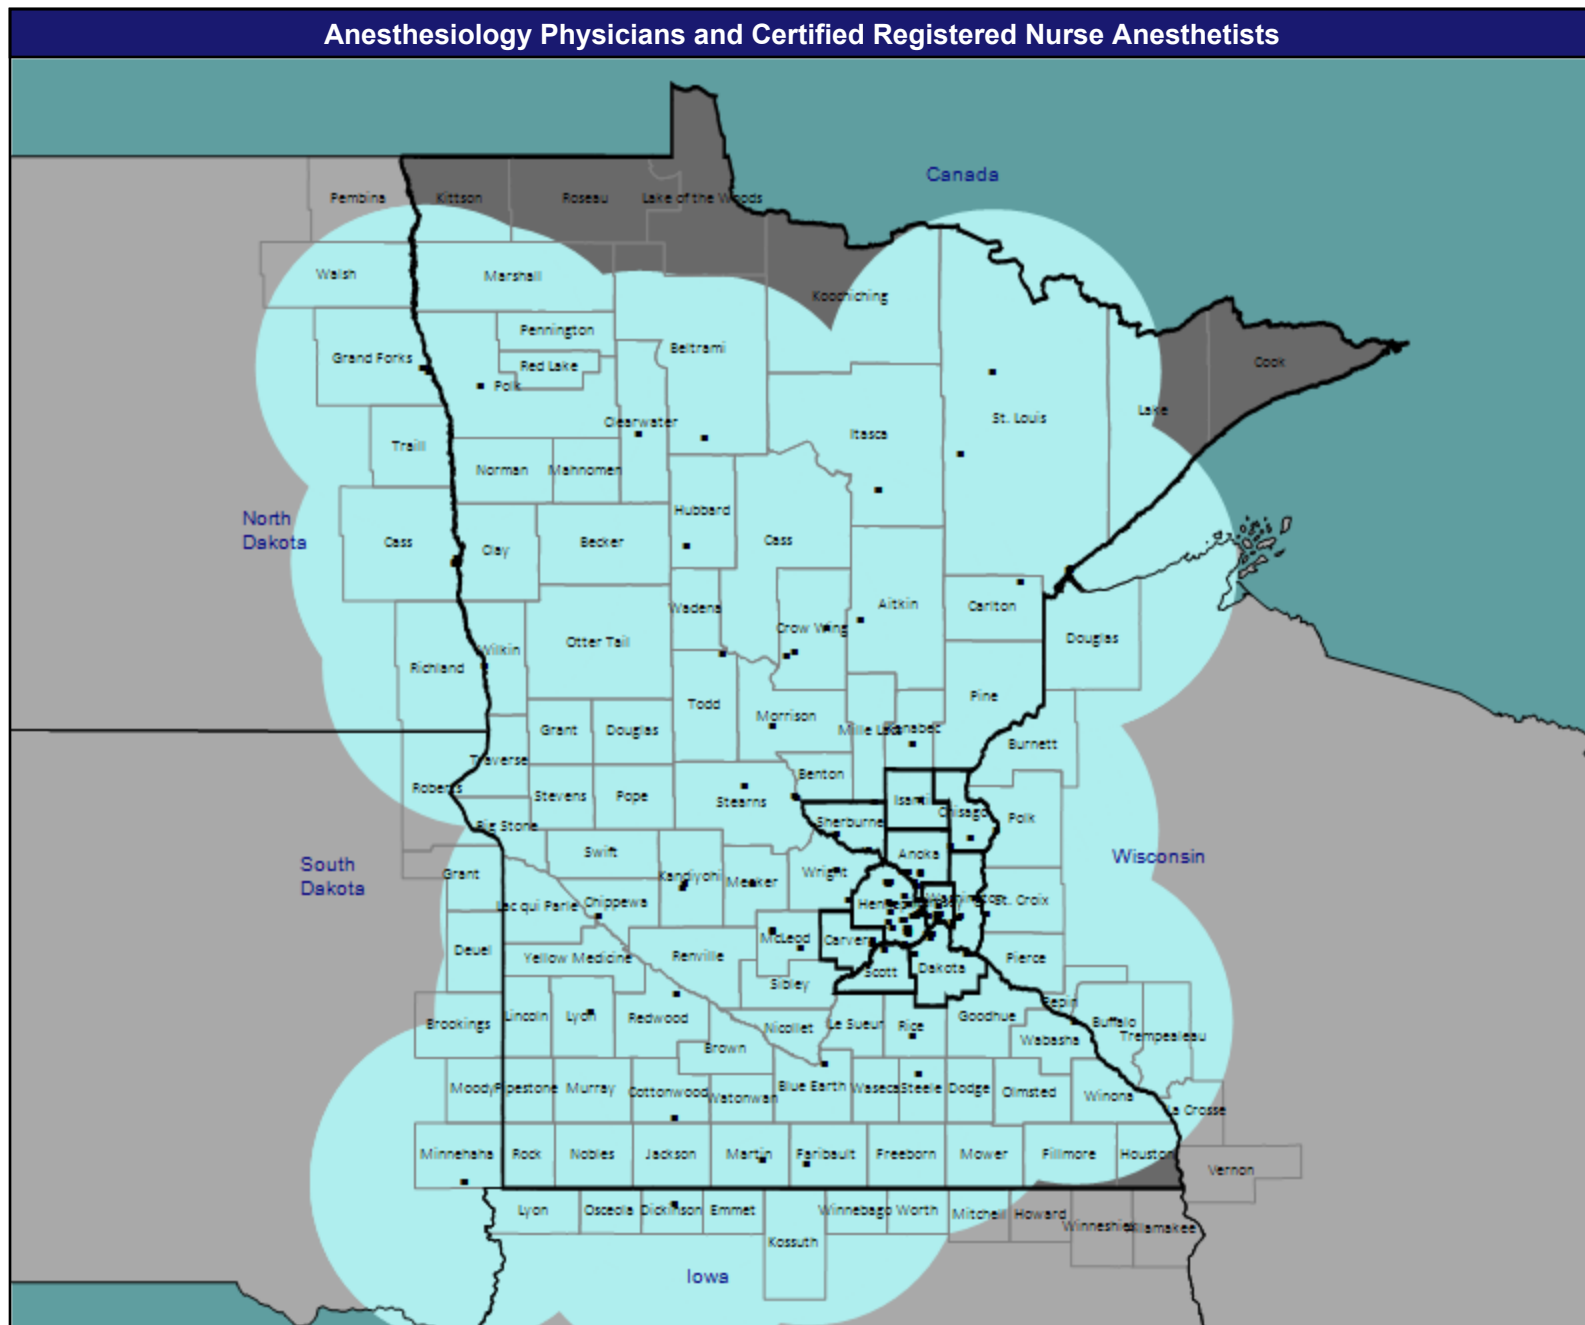 Anesthesiology Physicians and Certified Registered Nurse Anesthetists
Canada
Pembina
Kittson
Roseau
Lake of the Woods
Walsh
Marshall
Koochiching
Pennington
Beltrami
Grand Forks
Red Lake
Cook
Polk
Lake
St. Louis
Clearwater
Itasca
Traill
Norman
Mahnomen
Hubbard
North
Dakota
Cass
Clay
Becker
Cass
Wadena
Aitkin
Carlton
Crow Wing
Otter Tail
Douglas
Wilkin
Richland
Pine
Todd
Morrison
Grant
Douglas
Mille Lacs
Kanabec
Burnett
Traverse
Benton
Roberts
Stevens
Pope
Stearns
Isanti
Chisago
Polk
Sherburne
Big Stone
Swift
Anoka
Wisconsin
South
Dakota
Grant
Kandiyohi
Meeker
Wright
Lac qui Parle
Chippewa
Hennepin
Washington
St. Croix
McLeod
Carver
Deuel
Yellow Medicine
Renville
Pierce
Scott
Dakota
Sibley
Pepin
Brookings
Lincoln
Lyon
Redwood
Nicollet
Le Sueur
Rice
Goodhue
Buffalo
Trempealeau
Wabasha
Brown
Moody
Pipestone
Murray
Cottonwood
Watonwan
Blue Earth
Waseca
Steele
Dodge
Olmsted
Winona
La Crosse
Minnehaha
Rock
Nobles
Jackson
Martin
Faribault
Freeborn
Mower
Fillmore
Houston
Vernon
Lyon
Osceola
Dickinson
Emmet
Winnebago
Worth
Mitchell
Howard
Winneshiek
Allamakee
Kossuth
Iowa